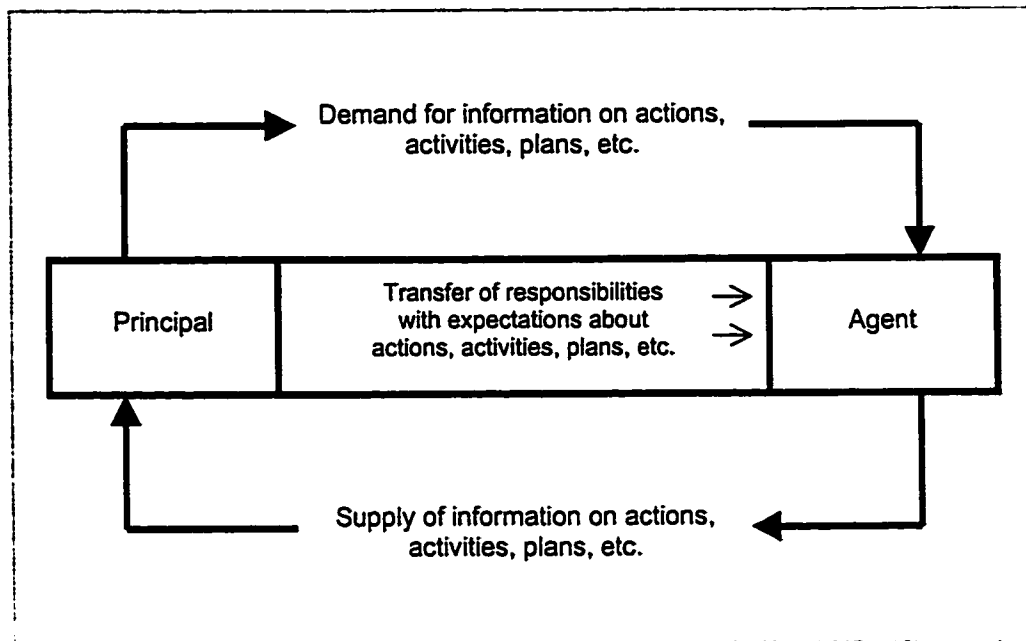 Demand for information on actions,
activities, plans, etc.
Principal
Transfer of responsibilities
with expectations about
actions, activities, plans, etc.
Agent
Supply of information on actions,
activities, plans, etc.